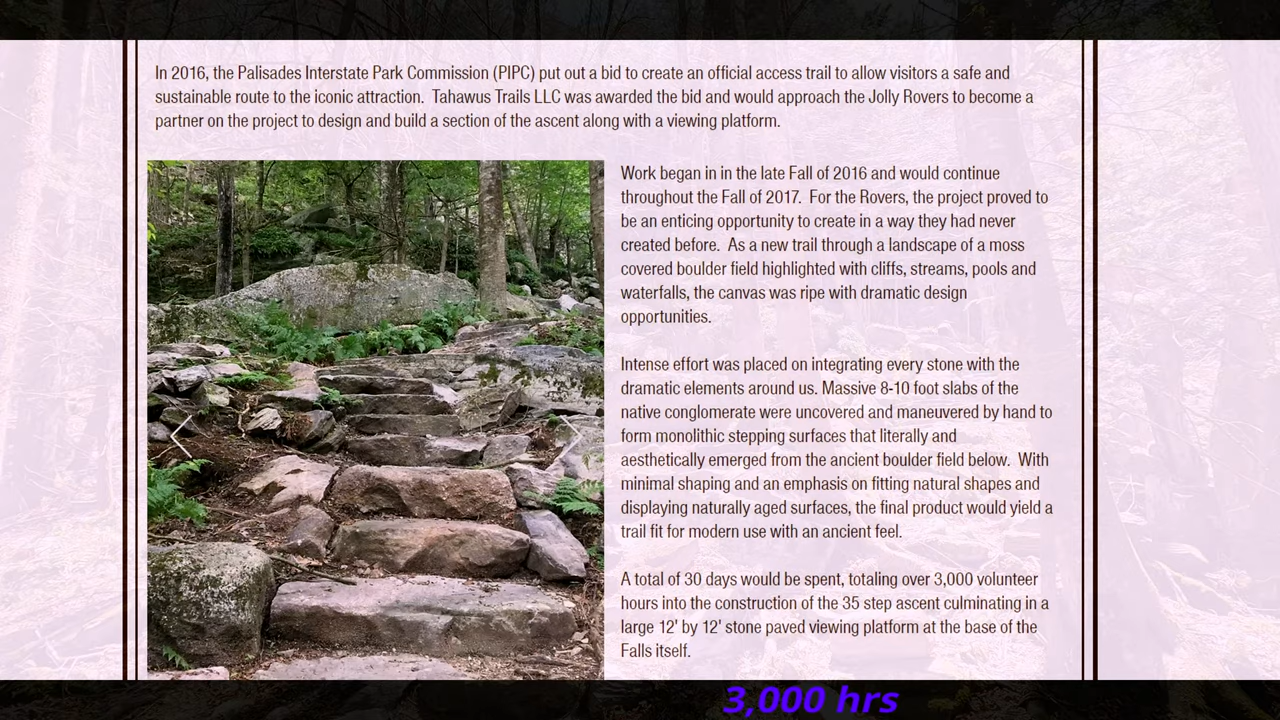 In 2016, the Palisades Interstate Park Commission (PIPC) put out a bid to create an official access trail to allow visitors a safe and
sustainable route to the iconic attraction.  Tahawus Trails LLC was awarded the bid and would approach the Jolly Rovers to become a
partner on the project to design and build a section of the ascent along with a viewing platform.
Work began in in the late Fall of 2016 and would continue
throughout the Fall of 2017.  For the Rovers, the project proved to
be an enticing opportunity to create in a way they had never
created before.  As a new trail through a landscape of a moss
covered boulder field highlighted with cliffs, streams, pools and
waterfalls, the canvas was ripe with dramatic design
opportunities.
Intense effort was placed on integrating every stone with the
dramatic elements around us. Massive 8-10 foot slabs of the
native conglomerate were uncovered and maneuvered by hand to
form monolithic stepping surfaces that literally and
aesthetically emerged from the ancient boulder field below.  With
minimal shaping and an emphasis on fitting natural shapes and
displaying naturally aged surfaces, the final product would yield a
trail fit for modern use with an ancient feel.
A total of 30 days would be spent, totaling over 3,000 volunteer
hours into the construction of the 35 step ascent culminating in a
large 12' by 12' stone paved viewing platform at the base of the
Falls itself.
3,000 hrs